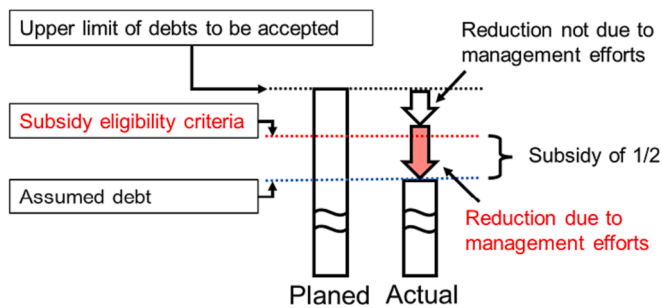 Upper limit of debts to be accepted
Reduction not due to
management efforts
Subsidy eligibility criteria
Subsidy of 1/2
Assumed debt
Reduction due to
management efforts
Planed
Actual